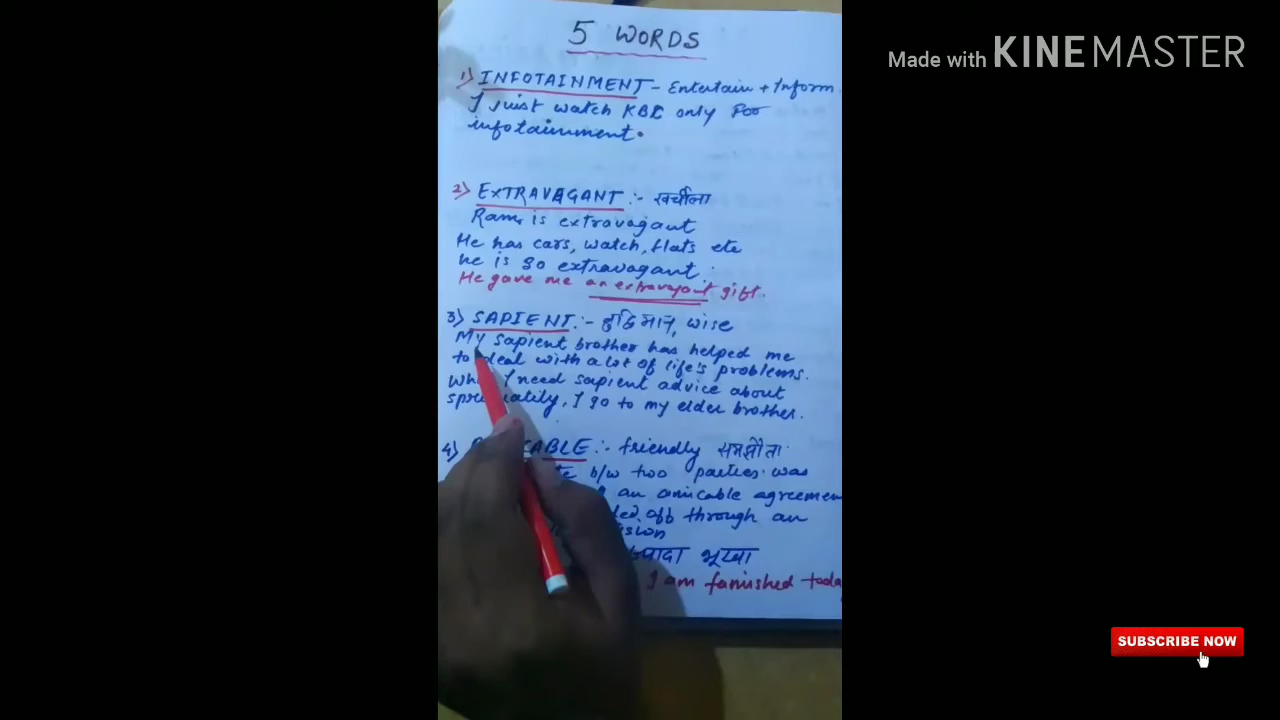 5 WORDS
Made with KINEMASTER
1) INFOTAINMENT - Entertain + Inform
I just watch KBC only for
infotainment.
2) EXTRAVAGANT :- खर्चीला
Ram is extravagant
He has cars, watch, flats etc
he is so extravagant.
He gave me an extravagant gift.
3) SAPIENT :- बुद्धिमान, wise
My sapient brother has helped me
to deal with a lot of life's problems.
I need sapient advice about
I go to my elder brother.
4) CABLE :- friendly समझौता
b/w two parties was
an amicable agreemen
off through an
ज्यादा भूखा
I am famished toda
SUBSCRIBE NOW